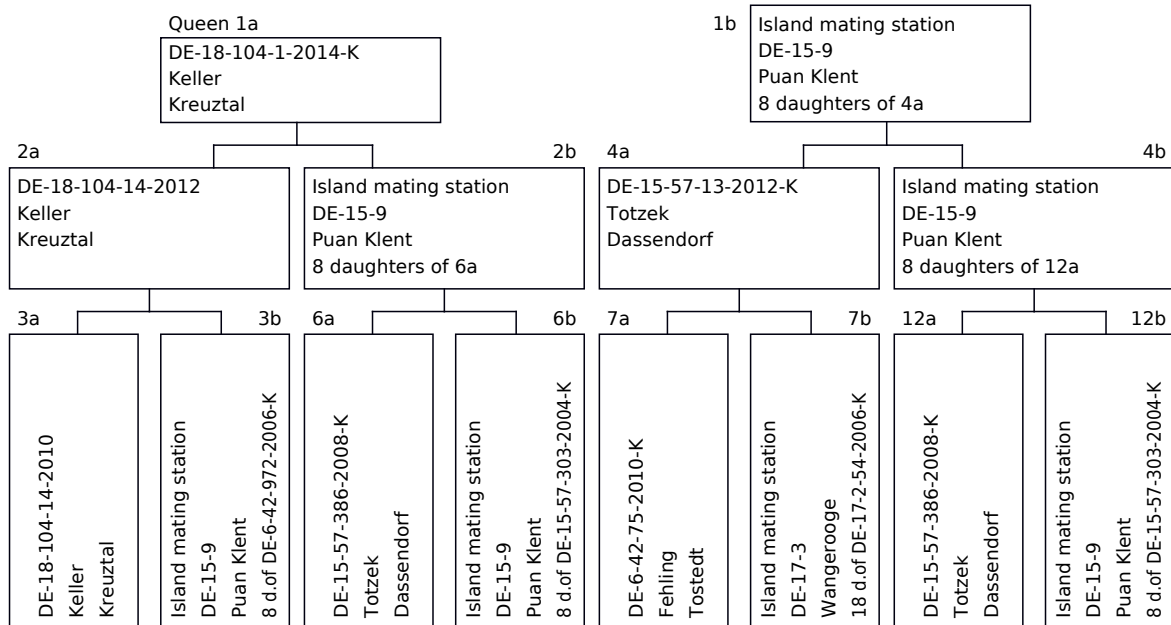 Queen 1a
DE-18-104-1-2014-K
Keller
Kreuztal
1b
Island mating station
DE-15-9
Puan Klent
8 daughters of 4a
2a
DE-18-104-14-2012
Keller
Kreuztal
2b
Island mating station
DE-15-9
Puan Klent
8 daughters of 6a
4a
DE-15-57-13-2012-K
Totzek
Dassendorf
4b
Island mating station
DE-15-9
Puan Klent
8 daughters of 12a
3a
DE-18-104-14-2010
Keller
Kreuztal
3b
Island mating station
DE-15-9
Puan Klent
8 d.of DE-6-42-972-2006-K
6a
DE-15-57-386-2008-K
Totzek
Dassendorf
6b
Island mating station
DE-15-9
Puan Klent
8 d.of DE-15-57-303-2004-K
7a
DE-6-42-75-2010-K
Fehling
Tostedt
7b
Island mating station
DE-17-3
Wangerooge
18 d.of DE-17-2-54-2006-K
12a
DE-15-57-386-2008-K
Totzek
Dassendorf
12b
Island mating station
DE-15-9
Puan Klent
8 d.of DE-15-57-303-2004-K